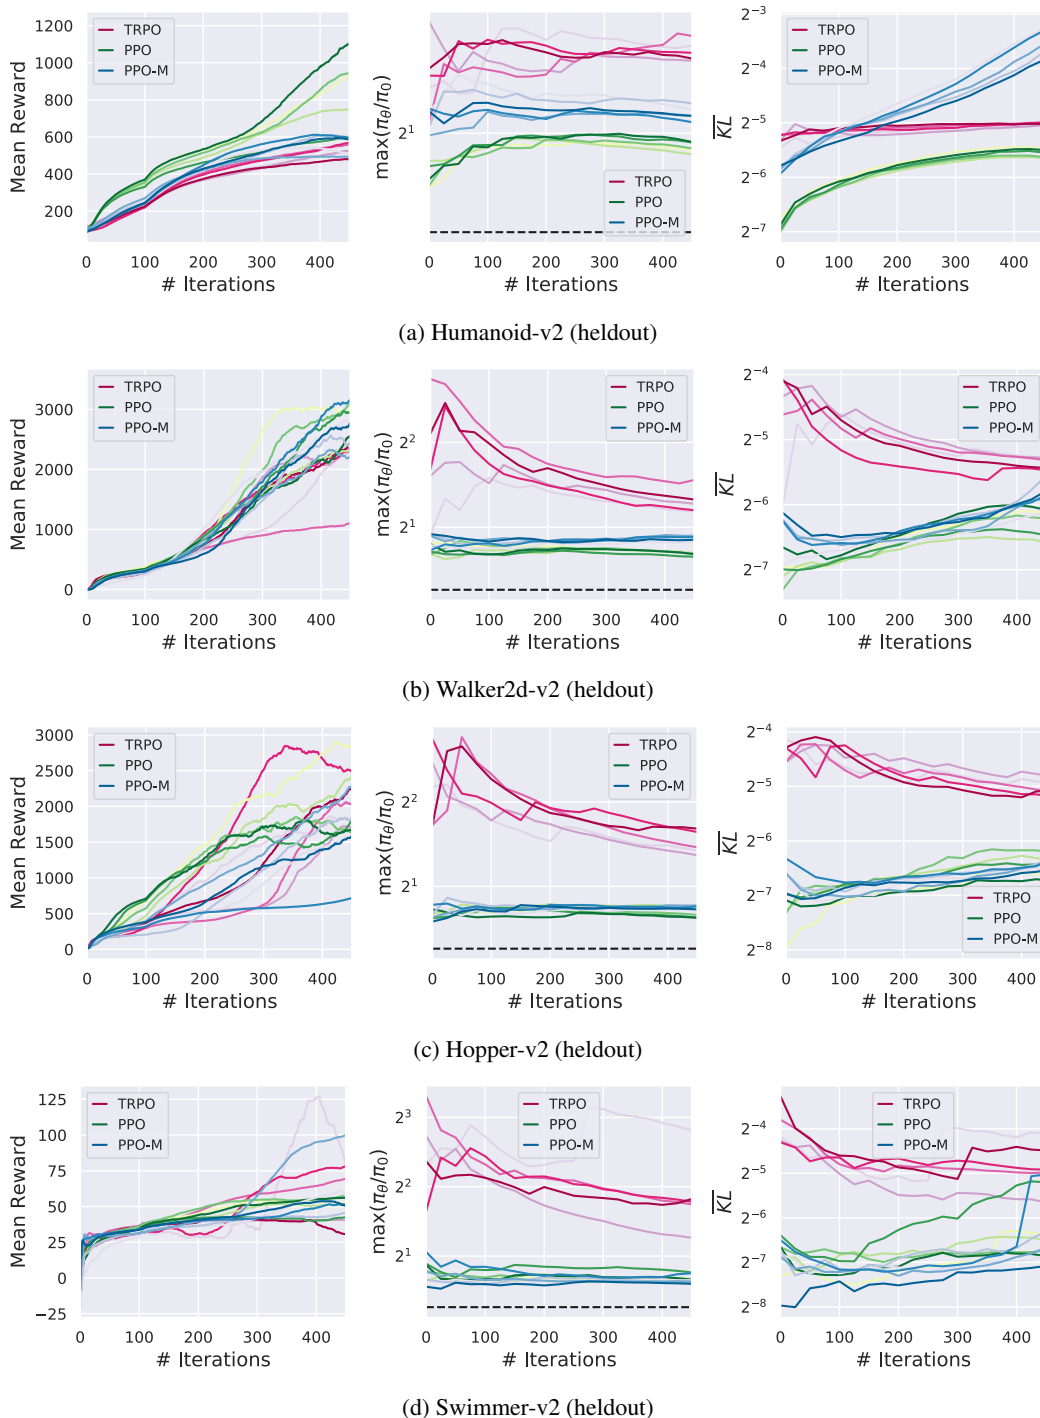 Mean Reward
1200
1000
800
600
400
200
0 100 200 300 400
# Iterations
TRPO
PPO
PPO-M
max(π_θ/π_0)
2^1
0 100 200 300 400
# Iterations
TRPO
PPO
PPO-M
KL
2^-3
2^-4
2^-5
2^-6
2^-7
0 100 200 300 400
# Iterations
TRPO
PPO
PPO-M
(a) Humanoid-v2 (heldout)
Mean Reward
3000
2000
1000
0
0 100 200 300 400
# Iterations
TRPO
PPO
PPO-M
max(π_θ/π_0)
2^2
2^1
0 100 200 300 400
# Iterations
TRPO
PPO
PPO-M
KL
2^-4
2^-5
2^-6
2^-7
0 100 200 300 400
# Iterations
TRPO
PPO
PPO-M
(b) Walker2d-v2 (heldout)
Mean Reward
3000
2500
2000
1500
1000
500
0
0 100 200 300 400
# Iterations
TRPO
PPO
PPO-M
max(π_θ/π_0)
2^2
2^1
0 100 200 300 400
# Iterations
TRPO
PPO
PPO-M
KL
2^-4
2^-5
2^-6
2^-7
2^-8
0 100 200 300 400
# Iterations
TRPO
PPO
PPO-M
(c) Hopper-v2 (heldout)
Mean Reward
125
100
75
50
25
0
−25
0 100 200 300 400
# Iterations
TRPO
PPO
PPO-M
max(π_θ/π_0)
2^3
2^2
2^1
0 100 200 300 400
# Iterations
TRPO
PPO
PPO-M
KL
2^-4
2^-5
2^-6
2^-7
2^-8
0 100 200 300 400
# Iterations
TRPO
PPO
PPO-M
(d) Swimmer-v2 (heldout)